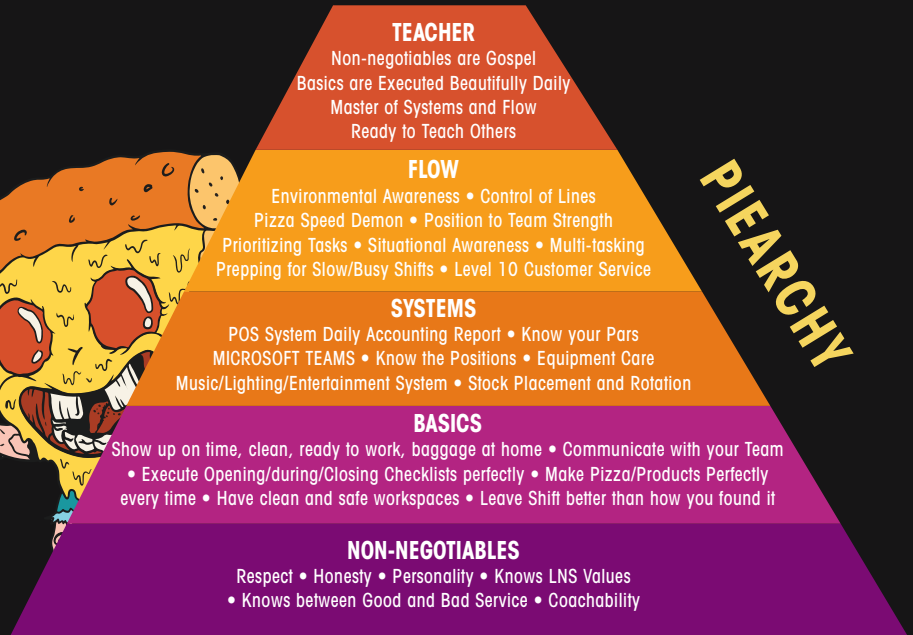 TEACHER
Non-negotiables are Gospel
Basics are Executed Beautifully Daily
Master of Systems and Flow
Ready to Teach Others
FLOW
Environmental Awareness • Control of Lines
Pizza Speed Demon • Position to Team Strength
Prioritizing Tasks • Situational Awareness • Multi-tasking
Prepping for Slow/Busy Shifts • Level 10 Customer Service
PIEARCHY
SYSTEMS
POS System Daily Accounting Report • Know your Pars
MICROSOFT TEAMS • Know the Positions • Equipment Care
Music/Lighting/Entertainment System • Stock Placement and Rotation
BASICS
Show up on time, clean, ready to work, baggage at home • Communicate with your Team
• Execute Opening/during/Closing Checklists perfectly • Make Pizza/Products Perfectly
every time • Have clean and safe workspaces • Leave Shift better than how you found it
NON-NEGOTIABLES
Respect • Honesty • Personality • Knows LNS Values
• Knows between Good and Bad Service • Coachability